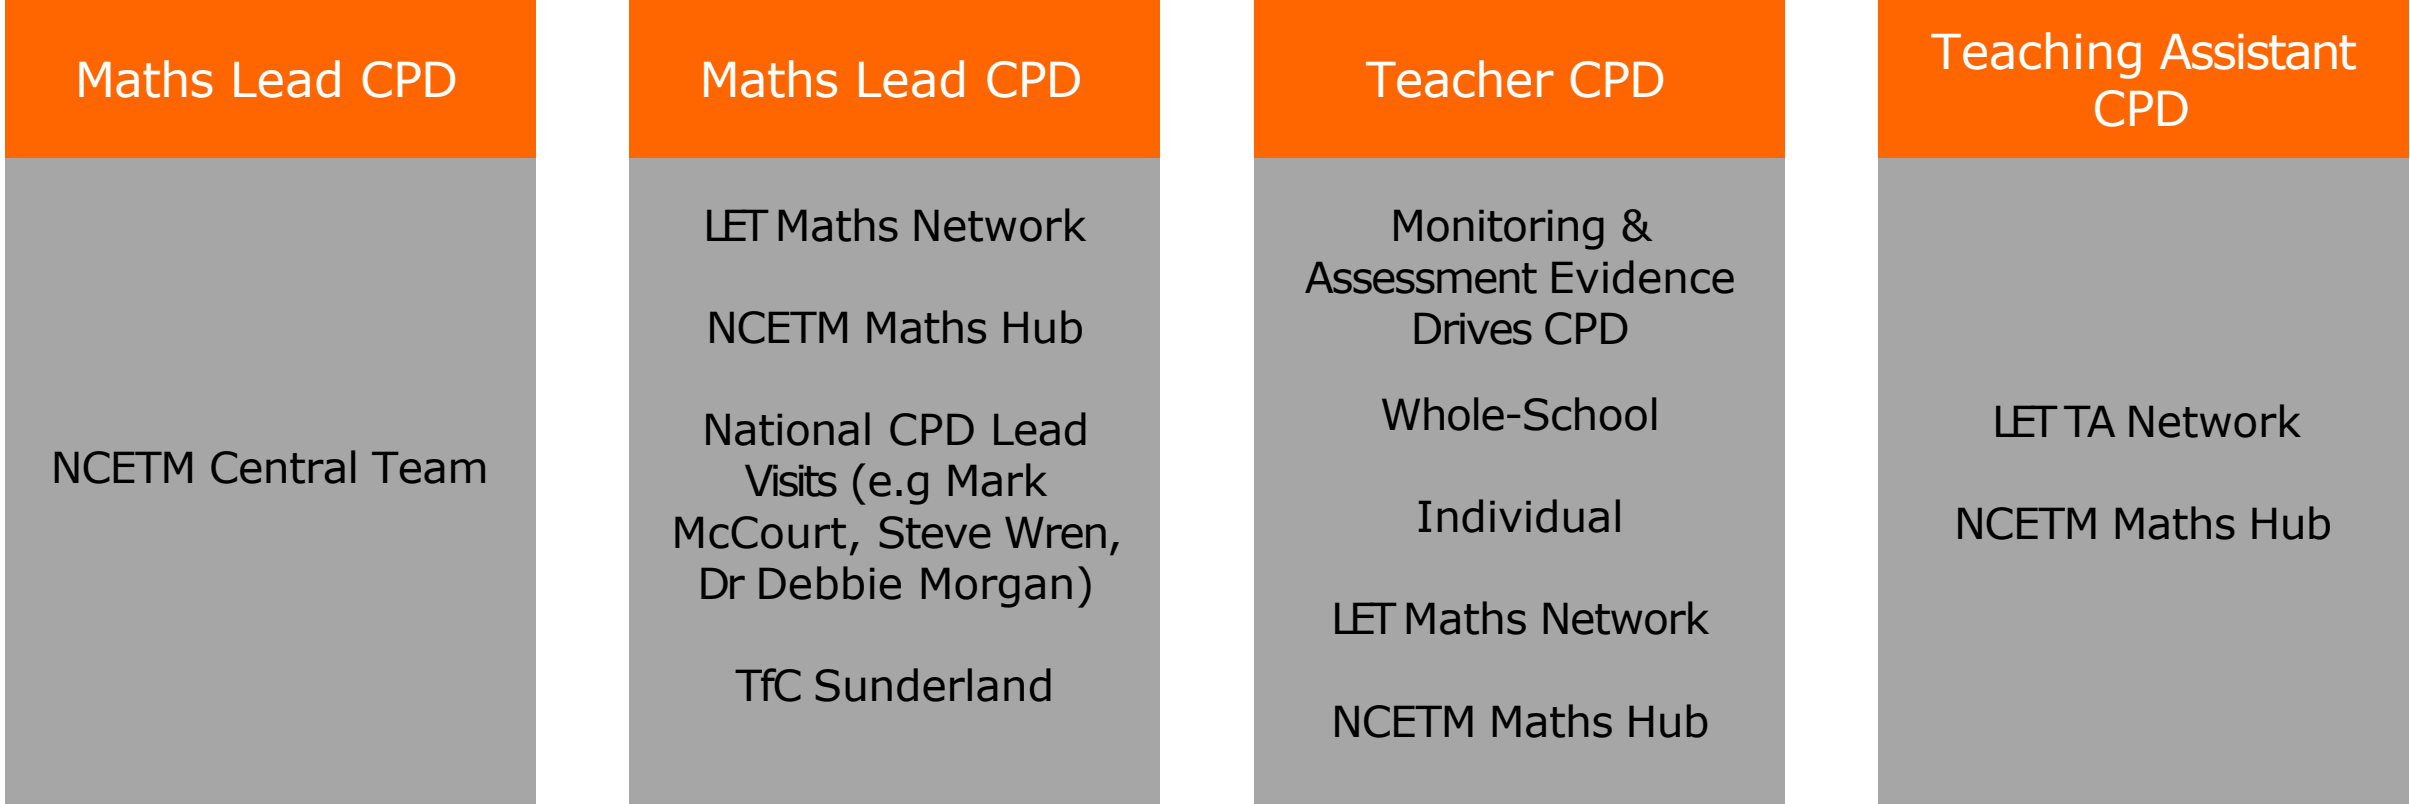 Maths Lead CPD
NCETM Central Team
Maths Lead CPD
LET Maths Network
NCETM Maths Hub
National CPD Lead
Visits (e.g Mark
McCourt, Steve Wren,
Dr Debbie Morgan)
TfC Sunderland
Teacher CPD
Monitoring &
Assessment Evidence
Drives CPD
Whole-School
Individual
LET Maths Network
NCETM Maths Hub
Teaching Assistant
CPD
LET TA Network
NCETM Maths Hub